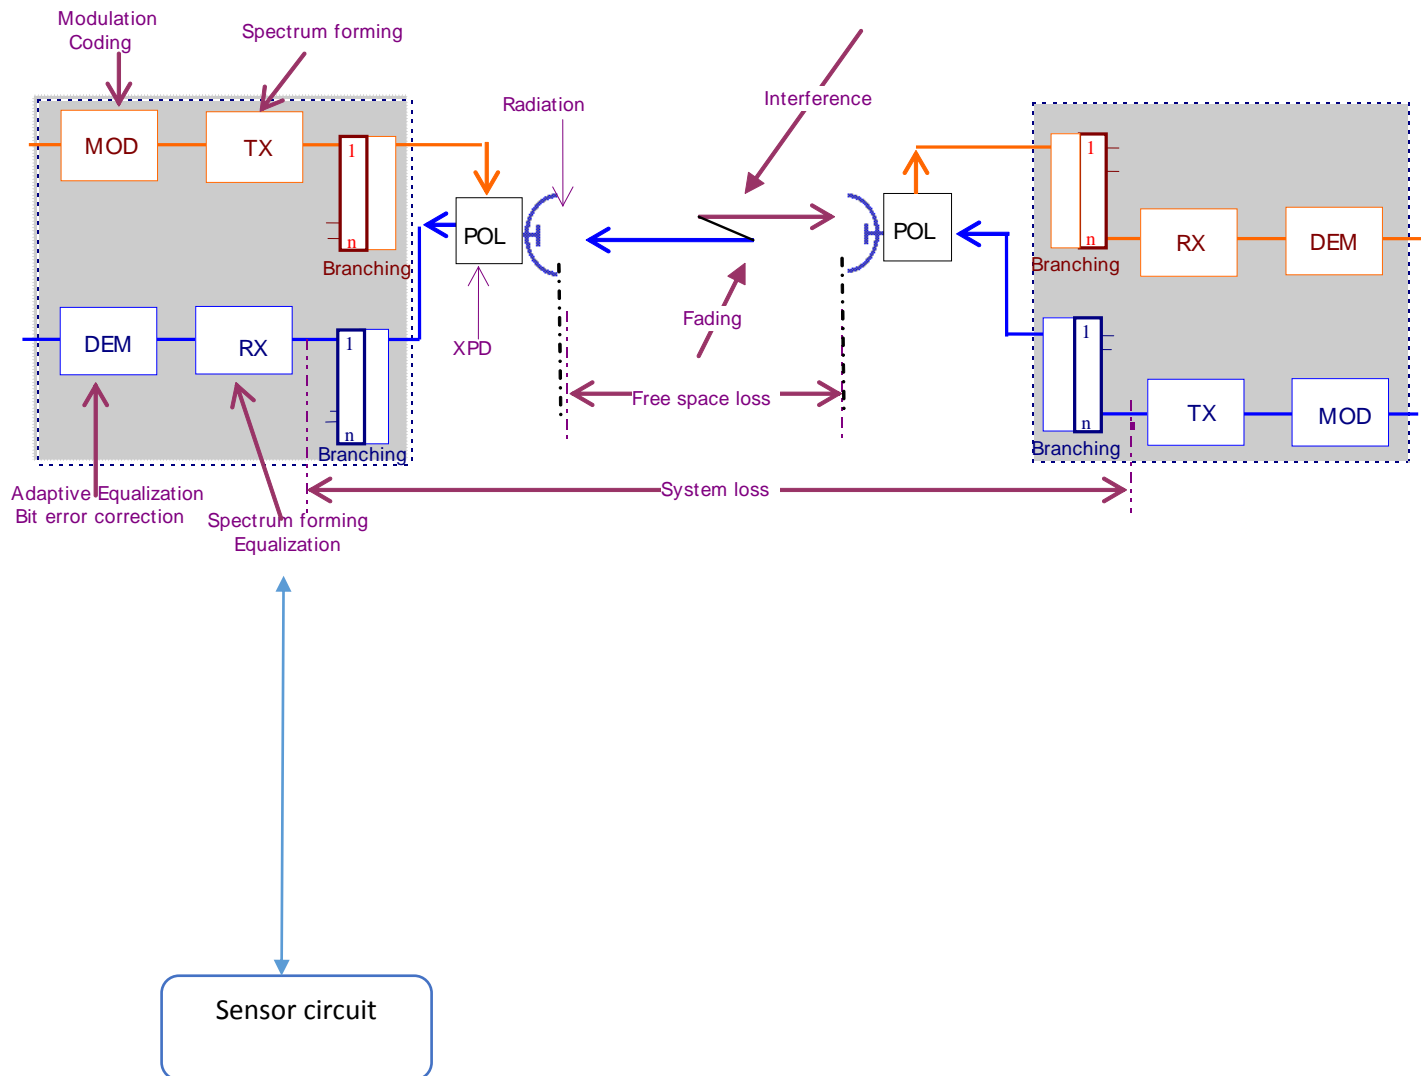 Modulation
Coding
Spectrum forming
Radiation
Interference
MOD
TX
1
n
Branching
POL
POL
1
n
Branching
RX
DEM
DEM
RX
1
n
Branching
XPD
Fading
Free space loss
1
n
Branching
TX
MOD
System loss
Adaptive Equalization
Bit error correction
Spectrum forming
Equalization
Sensor circuit